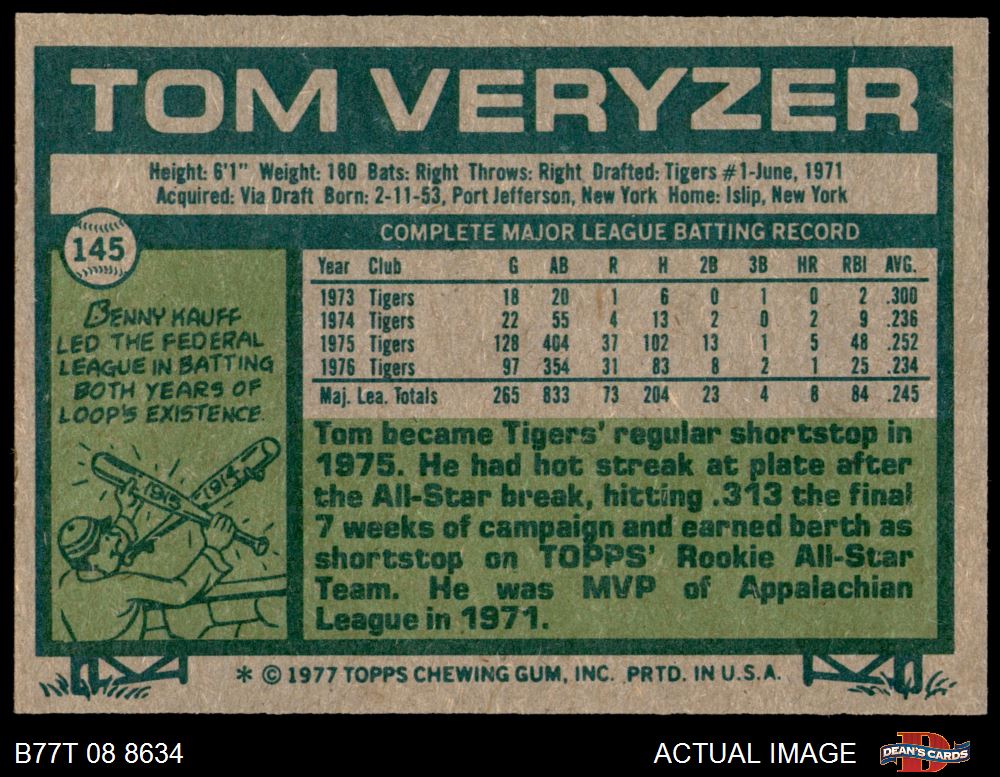 TOM VERYZER
Height: 6'1" Weight: 180 Bats: Right Throws: Right Drafted: Tigers #1-June, 1971
Acquired: Via Draft Born: 2-11-53, Port Jefferson, New York Home: Islip, New York
145
BENNY KAUFF
LED THE FEDERAL
LEAGUE IN BATTING
BOTH YEARS OF
LOOP'S EXISTENCE.
1915 1914
COMPLETE MAJOR LEAGUE BATTING RECORD
Year Club G AB R H 2B 3B HR RBI AVG.
1973 Tigers 18 20 1 6 0 1 0 2 .300
1974 Tigers 22 55 4 13 2 0 2 9 .236
1975 Tigers 128 404 37 102 13 1 5 48 .252
1976 Tigers 97 354 31 83 8 2 1 25 .234
Maj. Lea. Totals 265 833 73 204 23 4 8 84 .245
Tom became Tigers' regular shortstop in
1975. He had hot streak at plate after
the All-Star break, hitting .313 the final
7 weeks of campaign and earned berth as
shortstop on TOPPS' Rookie All-Star
Team. He was MVP of Appalachian
League in 1971.
* © 1977 TOPPS CHEWING GUM, INC. PRTD. IN U.S.A.
B77T 08 8634
ACTUAL IMAGE
DEAN'S CARDS